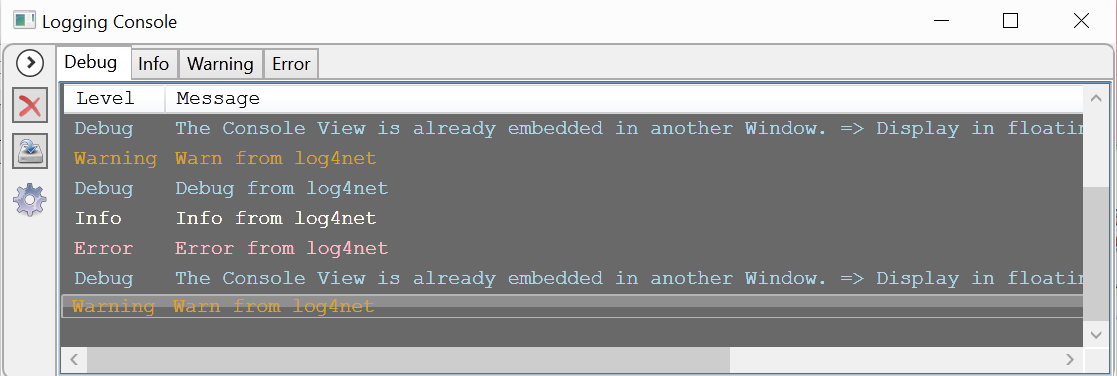 Logging Console
Debug Info Warning Error
Level Message
Debug The Console View is already embedded in another Window. => Display in
Warning Warn from log4net
Debug Debug from log4net
Info Info from log4net
Error Error from log4net
Debug The Console View is already embedded in another Window. => Display in
Warning Warn from log4net